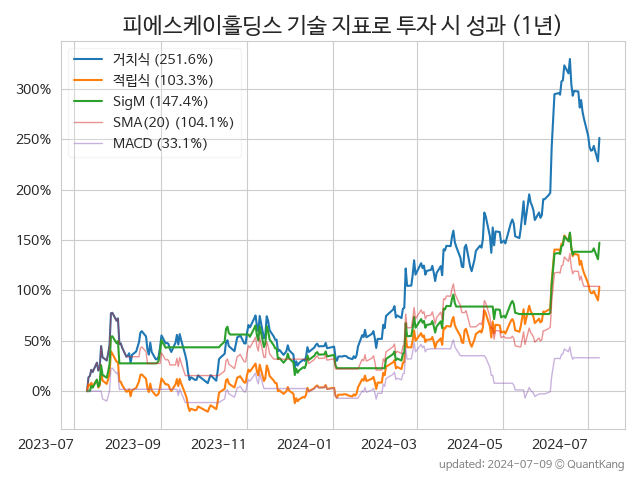 피에스케이홀딩스 기술 지표로 투자 시 성과 (1년)
거치식 (251.6%)
적립식 (103.3%)
SigM (147.4%)
SMA(20) (104.1%)
MACD (33.1%)
300%
250%
200%
150%
100%
50%
0%
2023-07 2023-09 2023-11 2024-01 2024-03 2024-05 2024-07
updated: 2024-07-09 © QuantKang